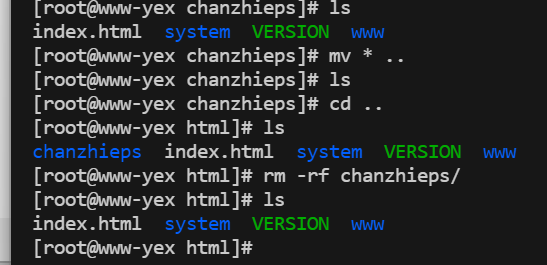 [root@www-yex chanzhieps]# ls
index.html system VERSION www
[root@www-yex chanzhieps]# mv * ..
[root@www-yex chanzhieps]# ls
[root@www-yex chanzhieps]# cd ..
[root@www-yex html]# ls
chanzhieps index.html system VERSION www
[root@www-yex html]# rm -rf chanzhieps/
[root@www-yex html]# ls
index.html system VERSION www
[root@www-yex html]#